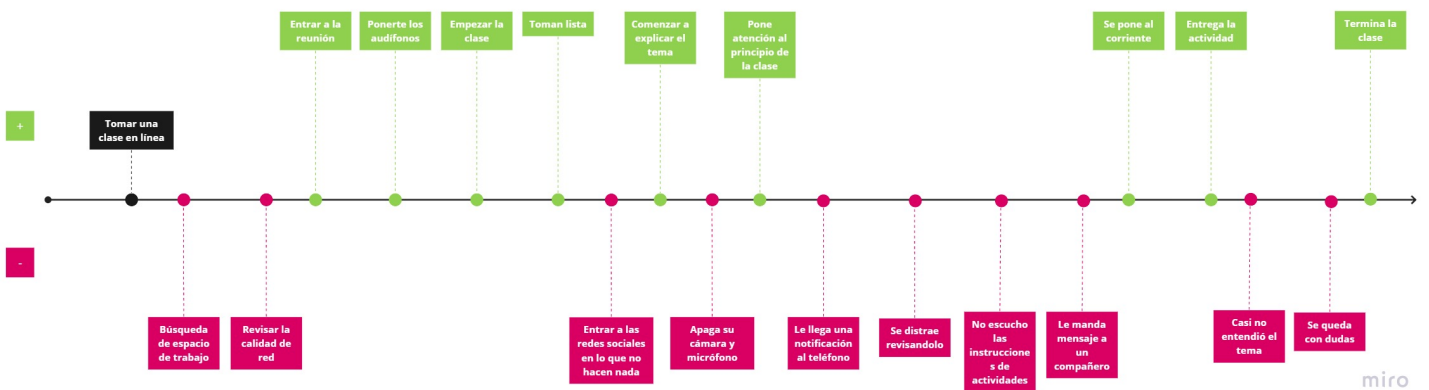 Entrar a la
reunión
Ponerte los
audífonos
Empezar la
clase
Toman lista
Comenzar a
explicar el
tema
Pone
atención al
principio de
la clase
Se pone al
corriente
Entrega la
actividad
Termina la
clase
+
Tomar una
clase en línea
-
Búsqueda
de espacio
de trabajo
Revisar la
calidad de
red
Entrar a las
redes sociales
en lo que no
hacen nada
Apaga su
cámara y
micrófono
Le llega una
notificación
al teléfono
Se distrae
revisandolo
No escucho
las
instruccione
s de
actividades
Le manda
mensaje a
un
compañero
Casi no
entendió el
tema
Se queda
con dudas
miro